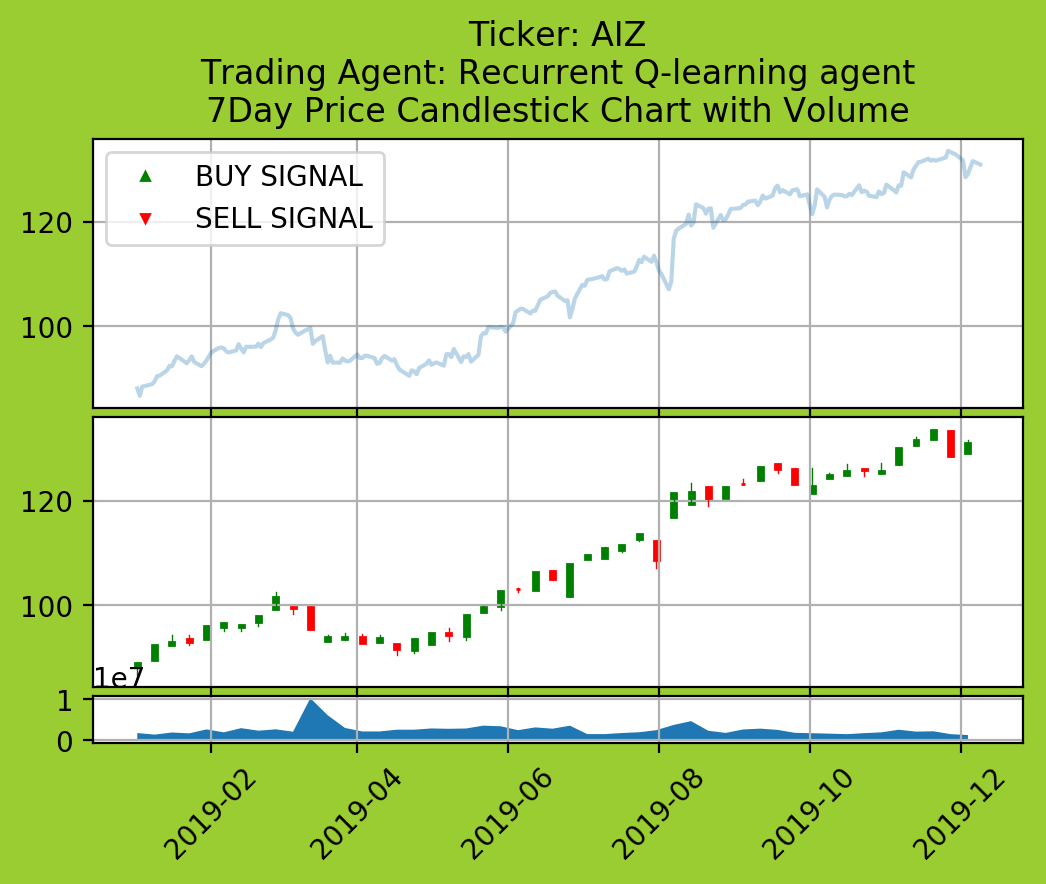 Ticker: AIZ
Trading Agent: Recurrent Q-learning agent
7Day Price Candlestick Chart with Volume
BUY SIGNAL
SELL SIGNAL
120
100
120
100
1e7
1
0
2019-02
2019-04
2019-06
2019-08
2019-10
2019-12